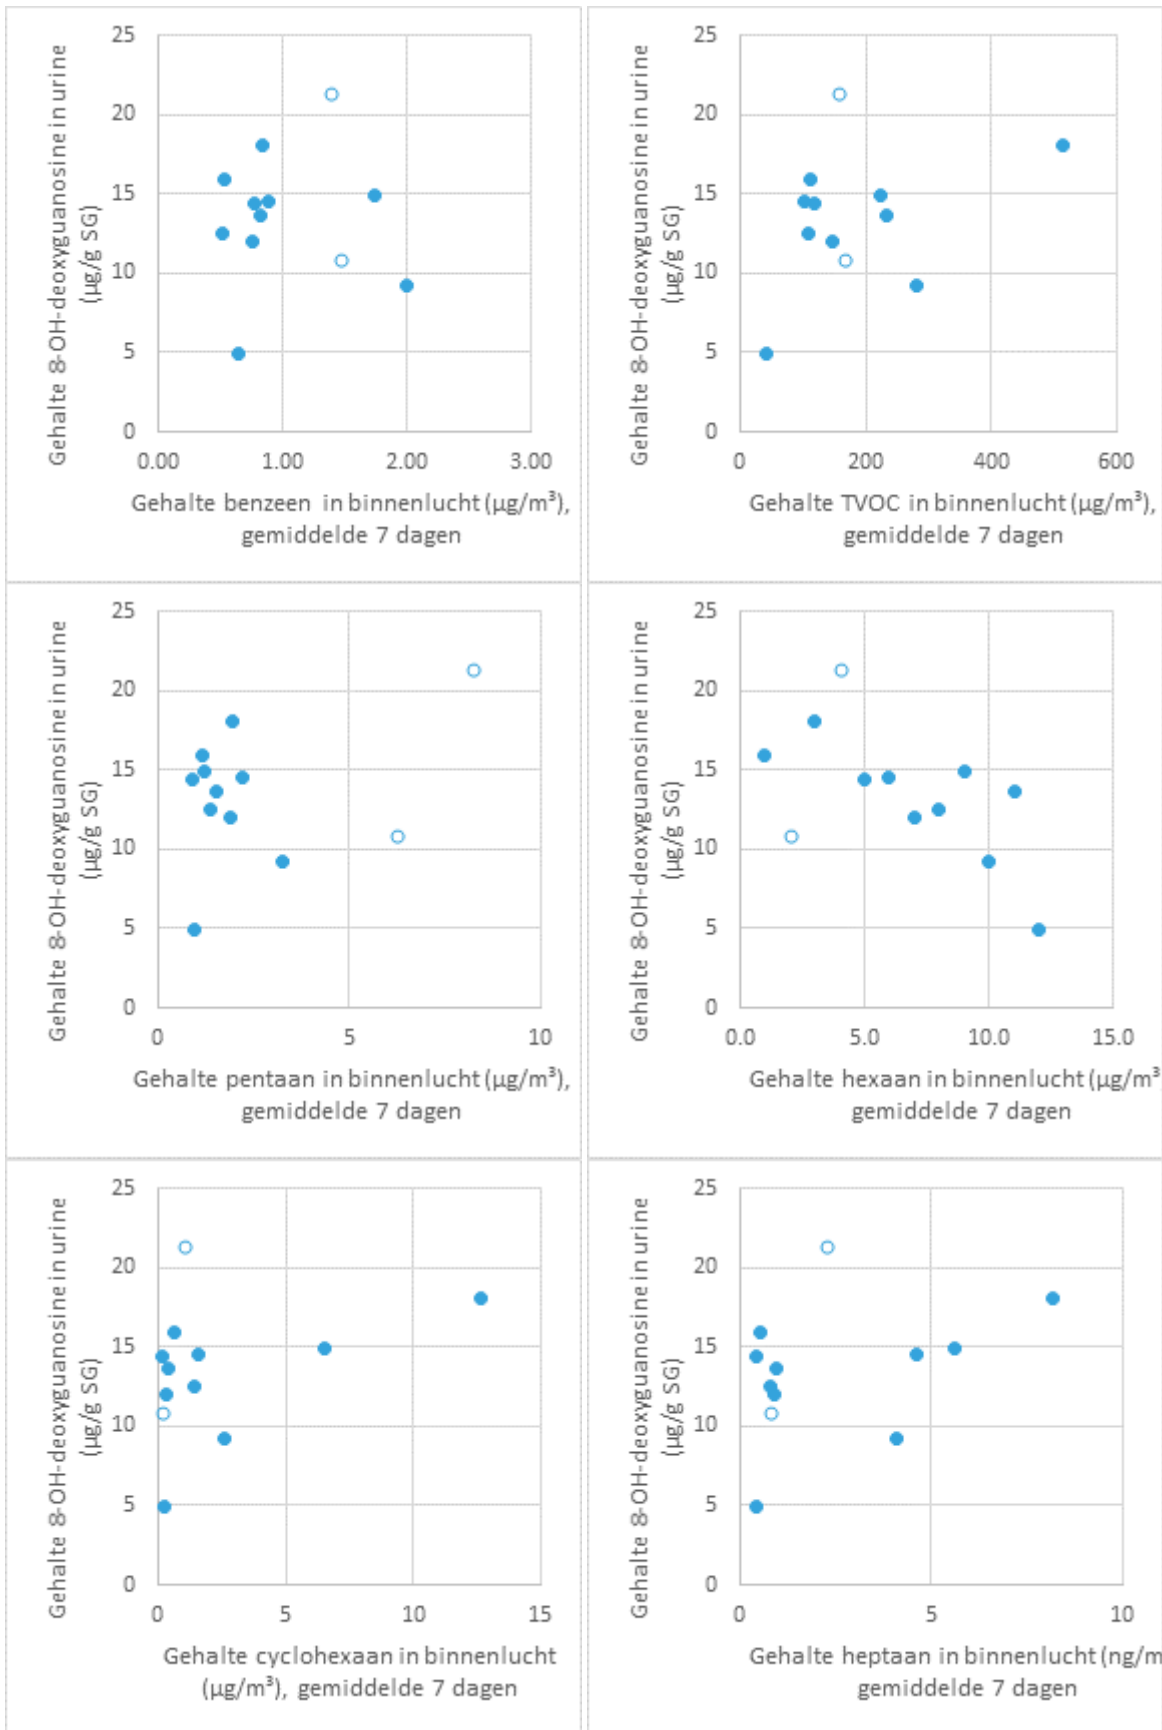 Gehalte 8-OH-deoxyguanosine in urine
(µg/g SG)
25
20
15
10
5
0
0.00 1.00 2.00 3.00
Gehalte benzeen in binnenlucht (µg/m³),
gemiddelde 7 dagen
Gehalte 8-OH-deoxyguanosine in urine
(µg/g SG)
25
20
15
10
5
0
0 200 400 600
Gehalte TVOC in binnenlucht (µg/m³),
gemiddelde 7 dagen
Gehalte 8-OH-deoxyguanosine in urine
(µg/g SG)
25
20
15
10
5
0
0 5 10
Gehalte pentaan in binnenlucht (µg/m³),
gemiddelde 7 dagen
Gehalte 8-OH-deoxyguanosine in urine
(µg/g SG)
25
20
15
10
5
0
0.0 5.0 10.0 15.0
Gehalte hexaan in binnenlucht (µg/m³
gemiddelde 7 dagen
Gehalte 8-OH-deoxyguanosine in urine
(µg/g SG)
25
20
15
10
5
0
0 5 10 15
Gehalte cyclohexaan in binnenlucht
(µg/m³), gemiddelde 7 dagen
Gehalte 8-OH-deoxyguanosine in urine
(µg/g SG)
25
20
15
10
5
0
0 5 10
Gehalte heptaan in binnenlucht (ng/m
gemiddelde 7 dagen